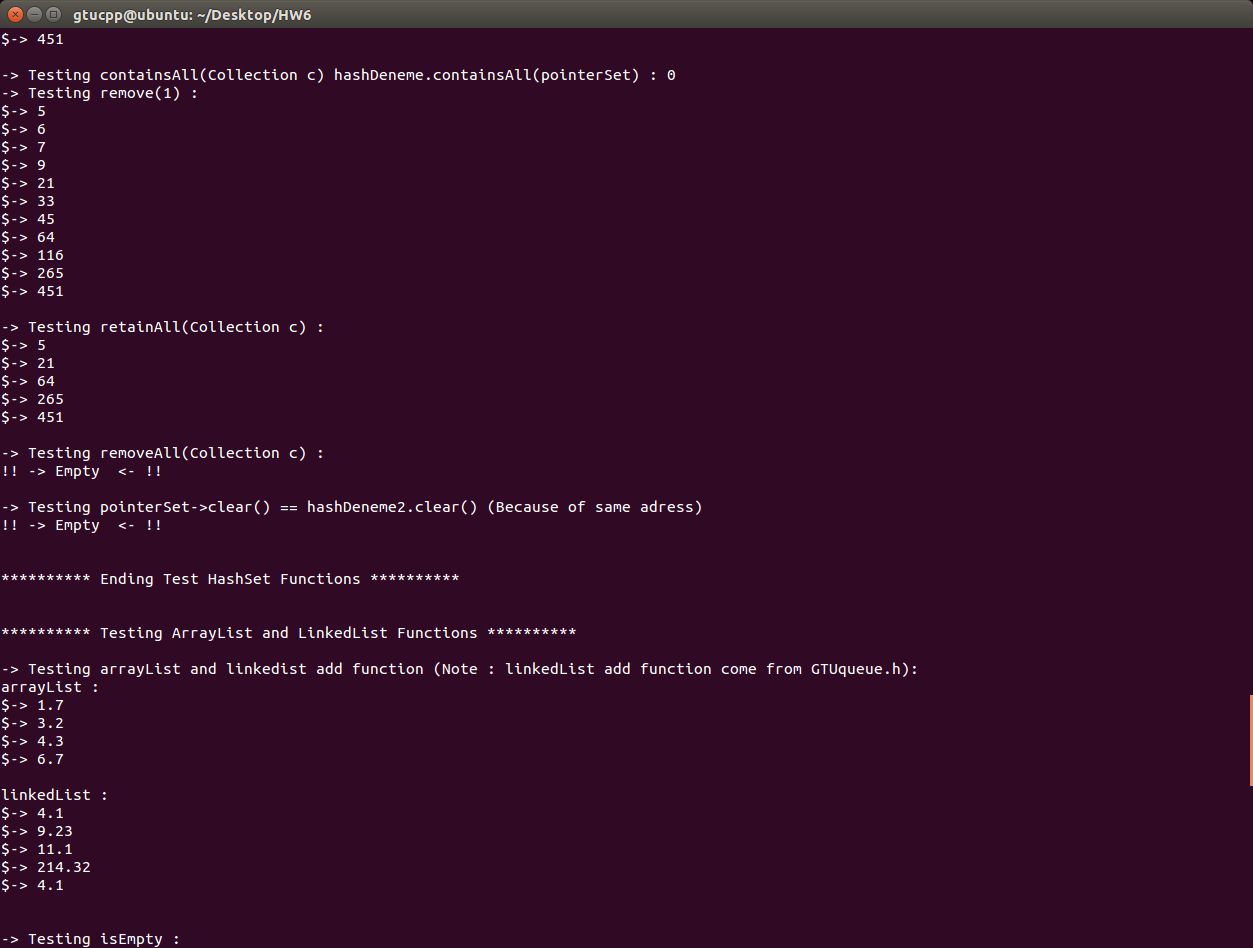 gtucpp@ubuntu: ~/Desktop/HW6
$-> 451
-> Testing containsAll(Collection c) hashDeneme.containsAll(pointerSet) : 0
-> Testing remove(1) :
$-> 5
$-> 6
$-> 7
$-> 9
$-> 21
$-> 33
$-> 45
$-> 64
$-> 116
$-> 265
$-> 451
-> Testing retainAll(Collection c) :
$-> 5
$-> 21
$-> 64
$-> 265
$-> 451
-> Testing removeAll(Collection c) :
!! -> Empty  <- !!
-> Testing pointerSet->clear() == hashDeneme2.clear() (Because of same adress)
!! -> Empty  <- !!
********** Ending Test HashSet Functions **********
********** Testing ArrayList and LinkedList Functions **********
-> Testing arrayList and linkedist add function (Note : linkedList add function come from GTUqueue.h):
arrayList :
$-> 1.7
$-> 3.2
$-> 4.3
$-> 6.7
linkedList :
$-> 4.1
$-> 9.23
$-> 11.1
$-> 214.32
$-> 4.1
-> Testing isEmpty :